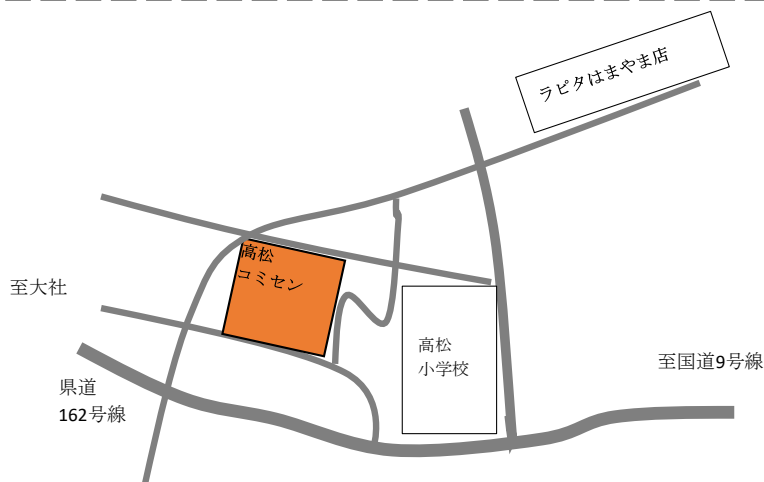 ラピタはまやま店
高松
コミセン
至大社
高松
小学校
至国道9号線
県道
162号線